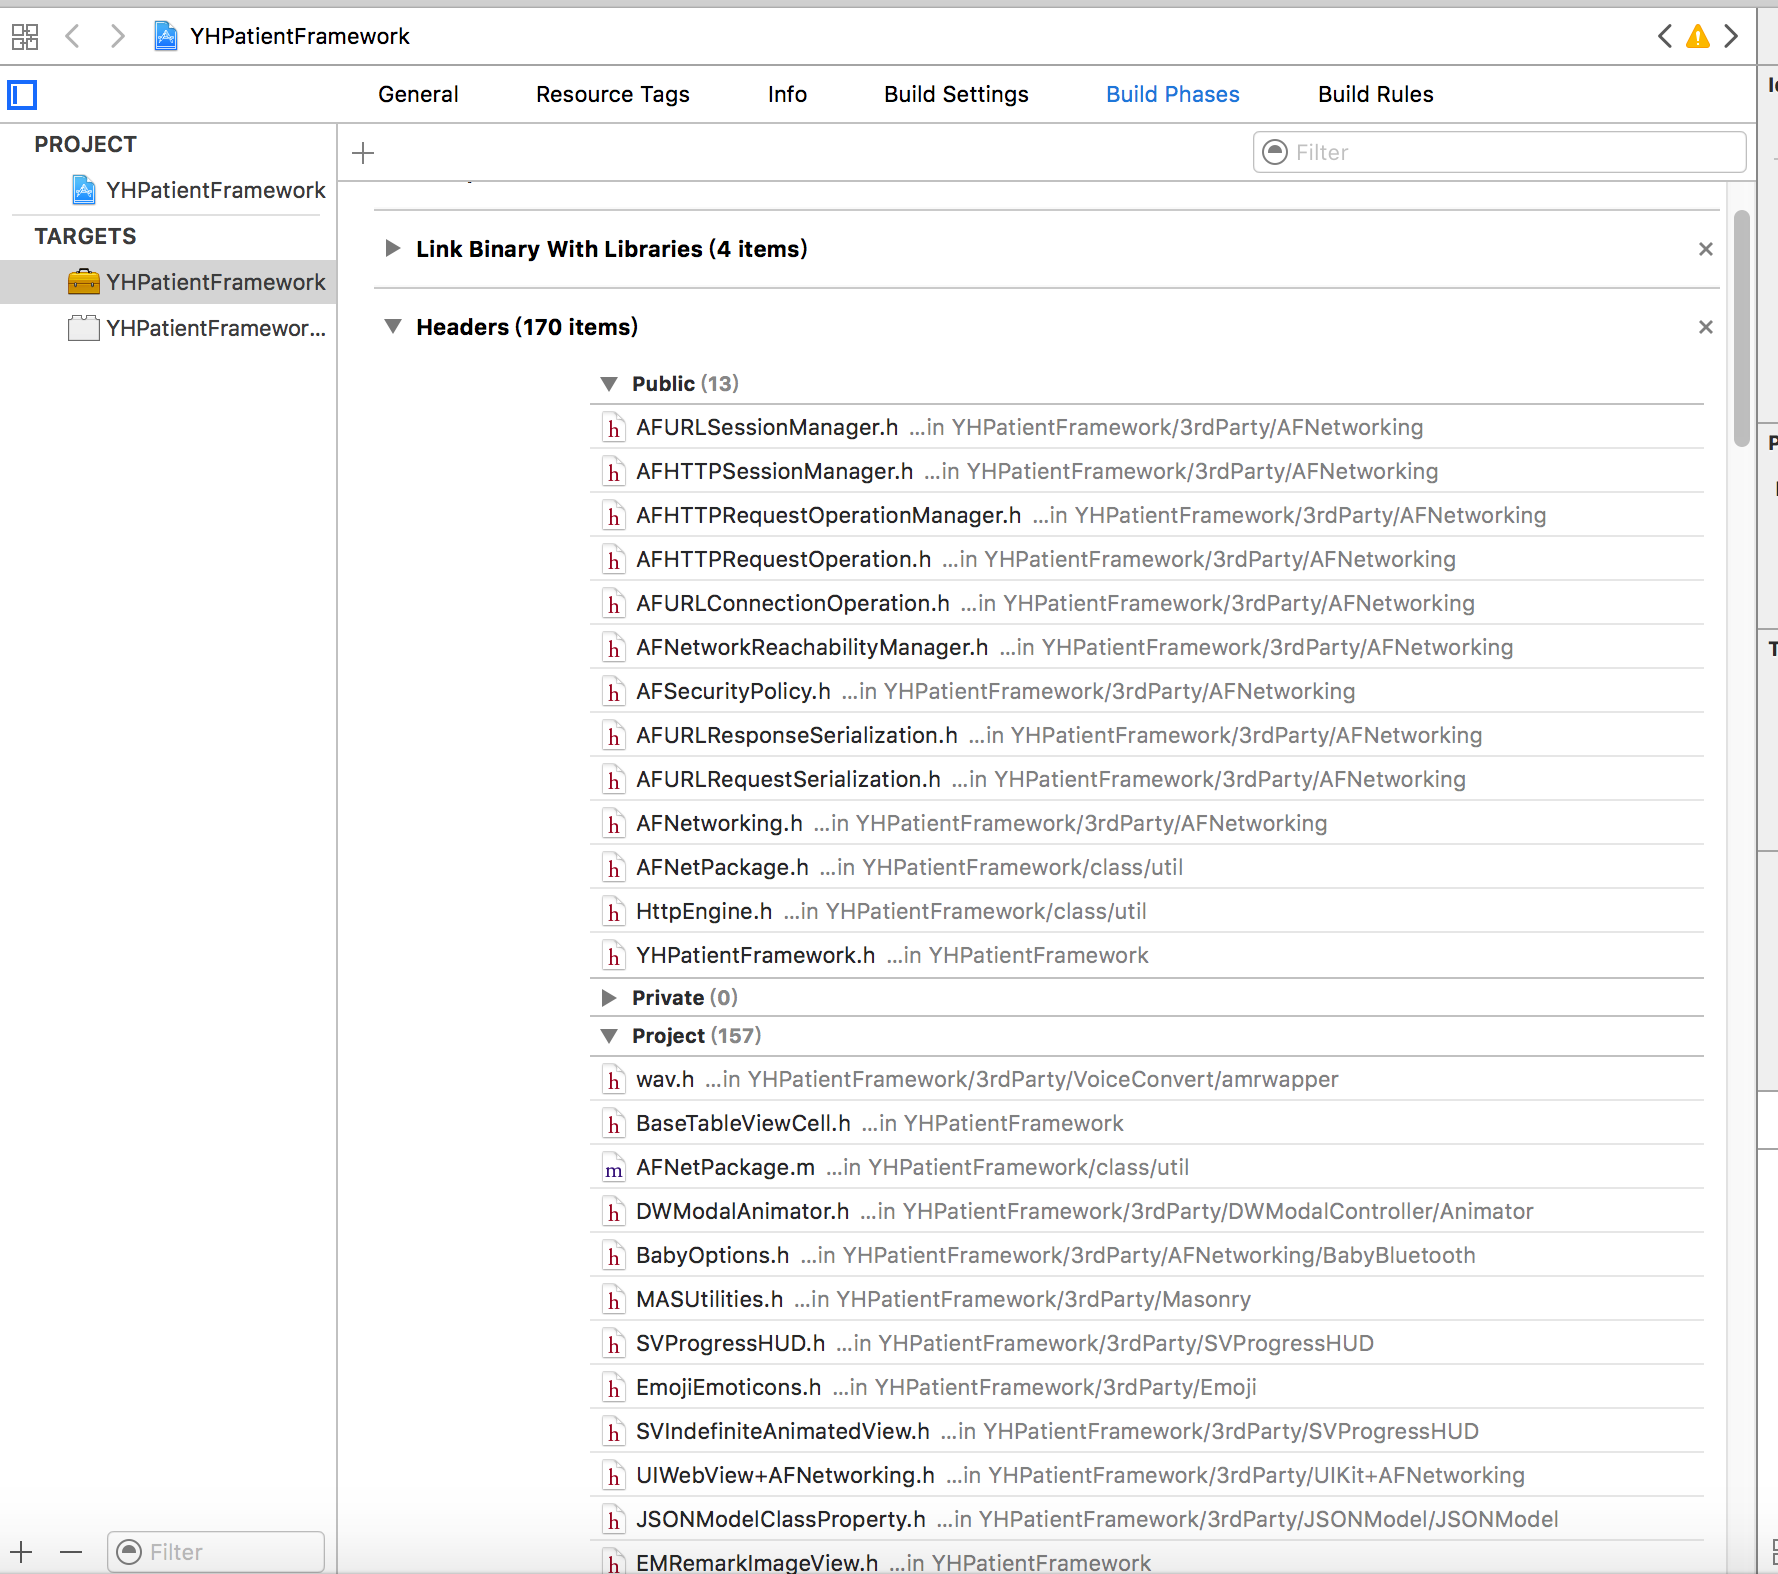 YHPatientFramework
General Resource Tags Info Build Settings Build Phases Build Rules
PROJECT
Filter
YHPatientFramework
TARGETS
YHPatientFramework
YHPatientFramewor...
Link Binary With Libraries (4 items)
Headers (170 items)
Public (13)
AFURLSessionManager.h ...in YHPatientFramework/3rdParty/AFNetworking
AFHTTPSessionManager.h ...in YHPatientFramework/3rdParty/AFNetworking
AFHTTPRequestOperationManager.h ...in YHPatientFramework/3rdParty/AFNetworking
AFHTTPRequestOperation.h ...in YHPatientFramework/3rdParty/AFNetworking
AFURLConnectionOperation.h ...in YHPatientFramework/3rdParty/AFNetworking
AFNetworkReachabilityManager.h ...in YHPatientFramework/3rdParty/AFNetworking
AFSecurityPolicy.h ...in YHPatientFramework/3rdParty/AFNetworking
AFURLResponseSerialization.h ...in YHPatientFramework/3rdParty/AFNetworking
AFURLRequestSerialization.h ...in YHPatientFramework/3rdParty/AFNetworking
AFNetworking.h ...in YHPatientFramework/3rdParty/AFNetworking
AFNetPackage.h ...in YHPatientFramework/class/util
HttpEngine.h ...in YHPatientFramework/class/util
YHPatientFramework.h ...in YHPatientFramework
Private (0)
Project (157)
wav.h ...in YHPatientFramework/3rdParty/VoiceConvert/amrwapper
BaseTableViewCell.h ...in YHPatientFramework
AFNetPackage.m ...in YHPatientFramework/class/util
DWModalAnimator.h ...in YHPatientFramework/3rdParty/DWModalController/Animator
BabyOptions.h ...in YHPatientFramework/3rdParty/AFNetworking/BabyBluetooth
MASUtilities.h ...in YHPatientFramework/3rdParty/Masonry
SVProgressHUD.h ...in YHPatientFramework/3rdParty/SVProgressHUD
EmojiEmoticons.h ...in YHPatientFramework/3rdParty/Emoji
SVIndefiniteAnimatedView.h ...in YHPatientFramework/3rdParty/SVProgressHUD
UIWebView+AFNetworking.h ...in YHPatientFramework/3rdParty/UIKit+AFNetworking
JSONModelClassProperty.h ...in YHPatientFramework/3rdParty/JSONModel/JSONModel
EMRemarkImageView.h ...in YHPatientFramework
Filter